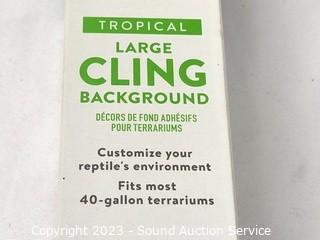 TROPICAL
LARGE
CLING
BACKGROUND
DÉCORS DE FOND ADHÉSIFS
POUR TERRARIUMS
Customize your
reptile's environment
Fits most
40-gallon terrariums
Copyright 2023 - Sound Auction Service